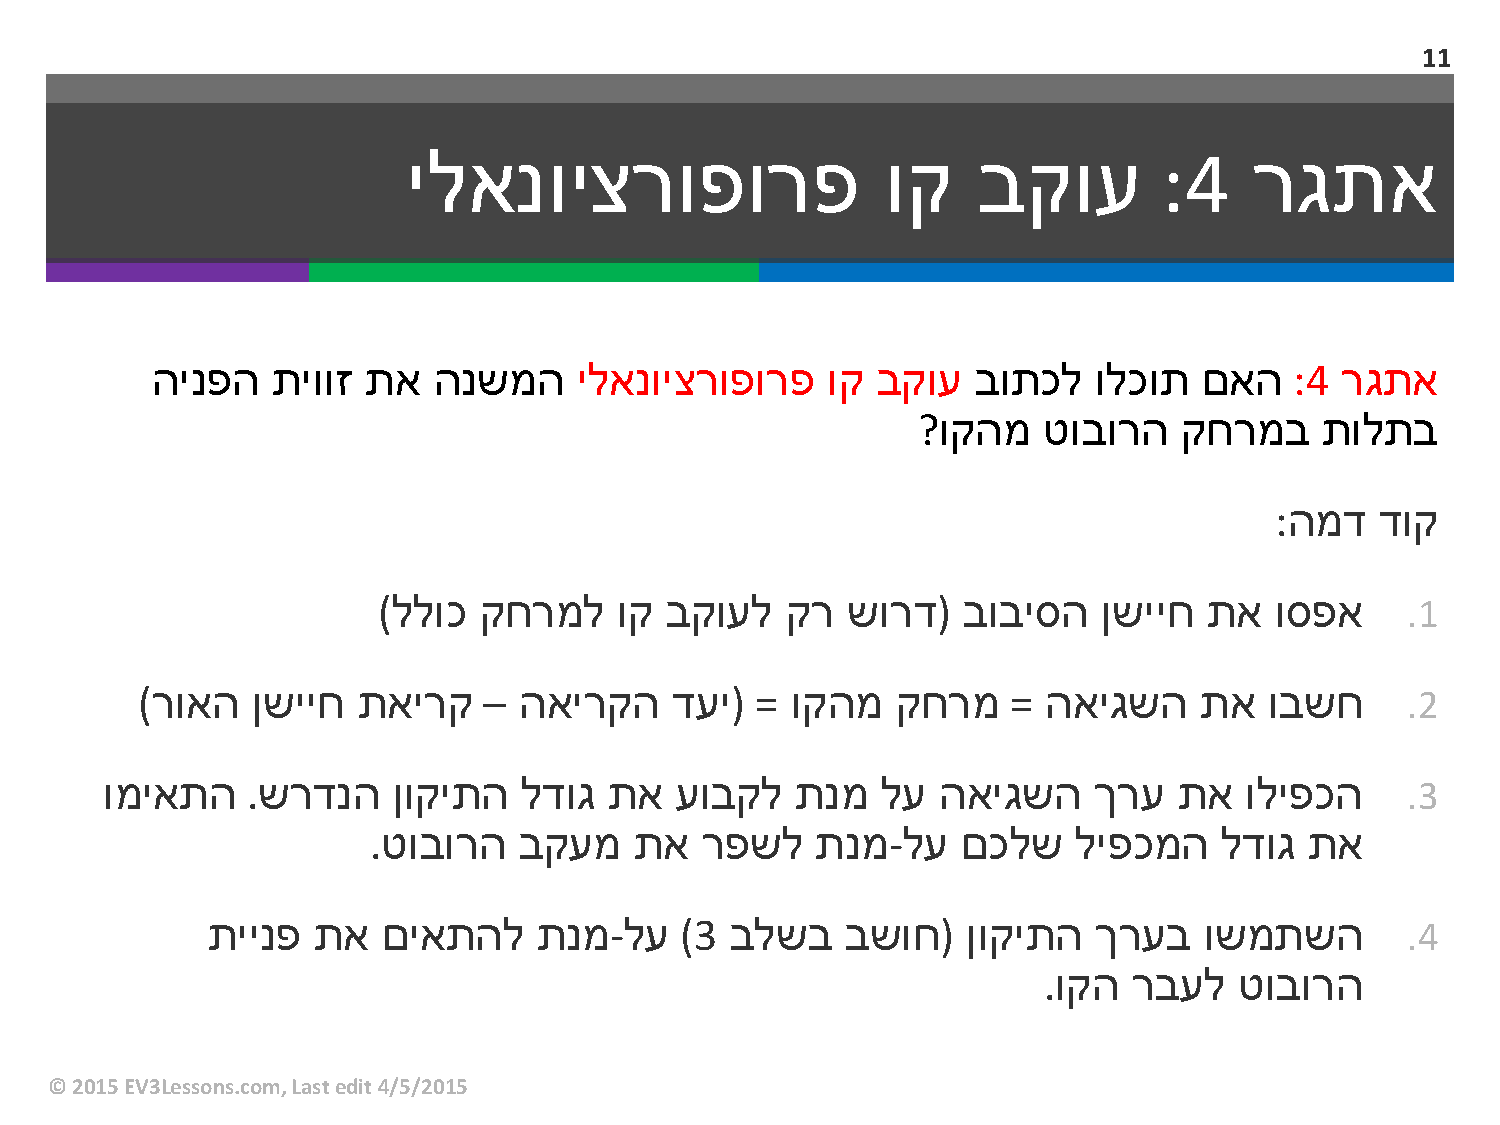 11
אתגר 4: עוקב קו פרופורציונאלי
אתגר 4: האם תוכלו לכתוב עוקב קו פרופורציונאלי המשנה את זווית הפניה
בתלות במרחק הרובוט מהקו?
קוד דמה:
1. אפסו את חיישן הסיבוב (דרוש רק לעוקב קו למרחק כולל)
2. חשבו את השגיאה = מרחק מהקו = (יעד הקריאה – קריאת חיישן האור)
3. הכפילו את ערך השגיאה על מנת לקבוע את גודל התיקון הנדרש. התאימו
את גודל המכפיל שלכם על-מנת לשפר את מעקב הרובוט.
4. השתמשו בערך התיקון (חושב בשלב 3) על-מנת להתאים את פניית
הרובוט לעבר הקו.
© 2015 EV3Lessons.com, Last edit 4/5/2015